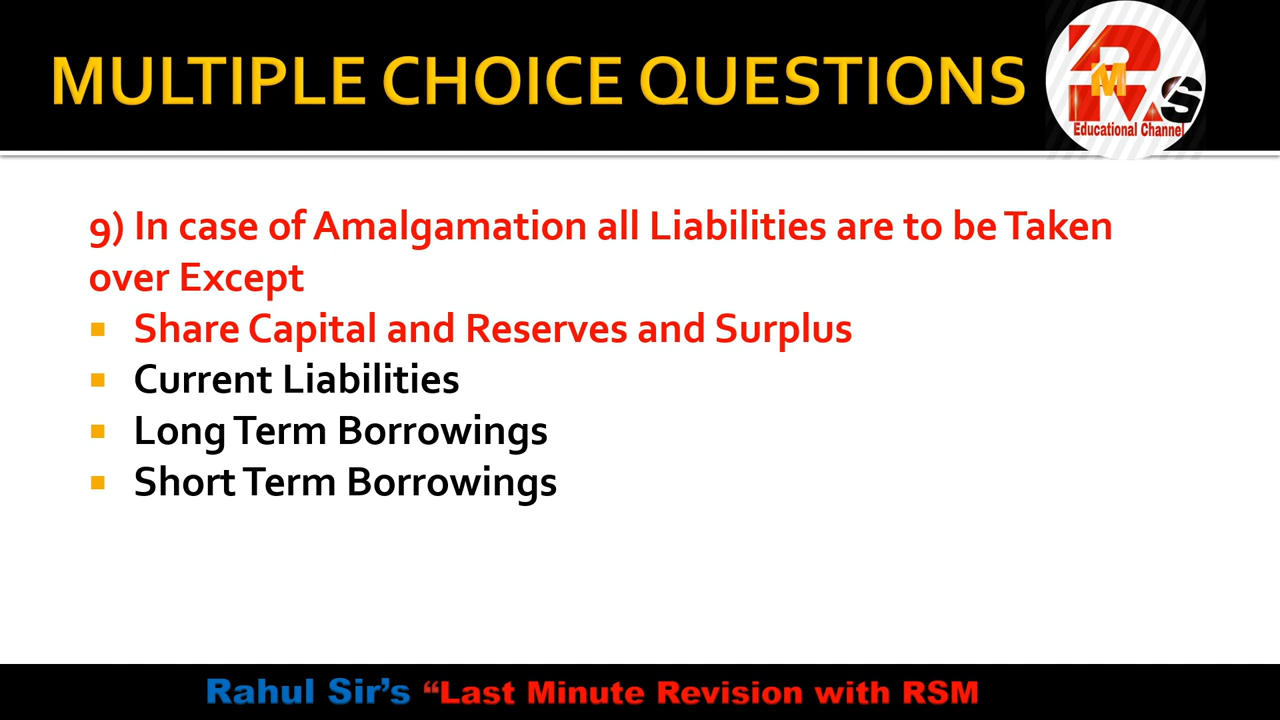 MULTIPLE CHOICE QUESTIONS
RMS
Educational Channel
9) In case of Amalgamation all Liabilities are to be Taken
over Except
Share Capital and Reserves and Surplus
Current Liabilities
Long Term Borrowings
Short Term Borrowings
Rahul Sir's “Last Minute Revision with RSM